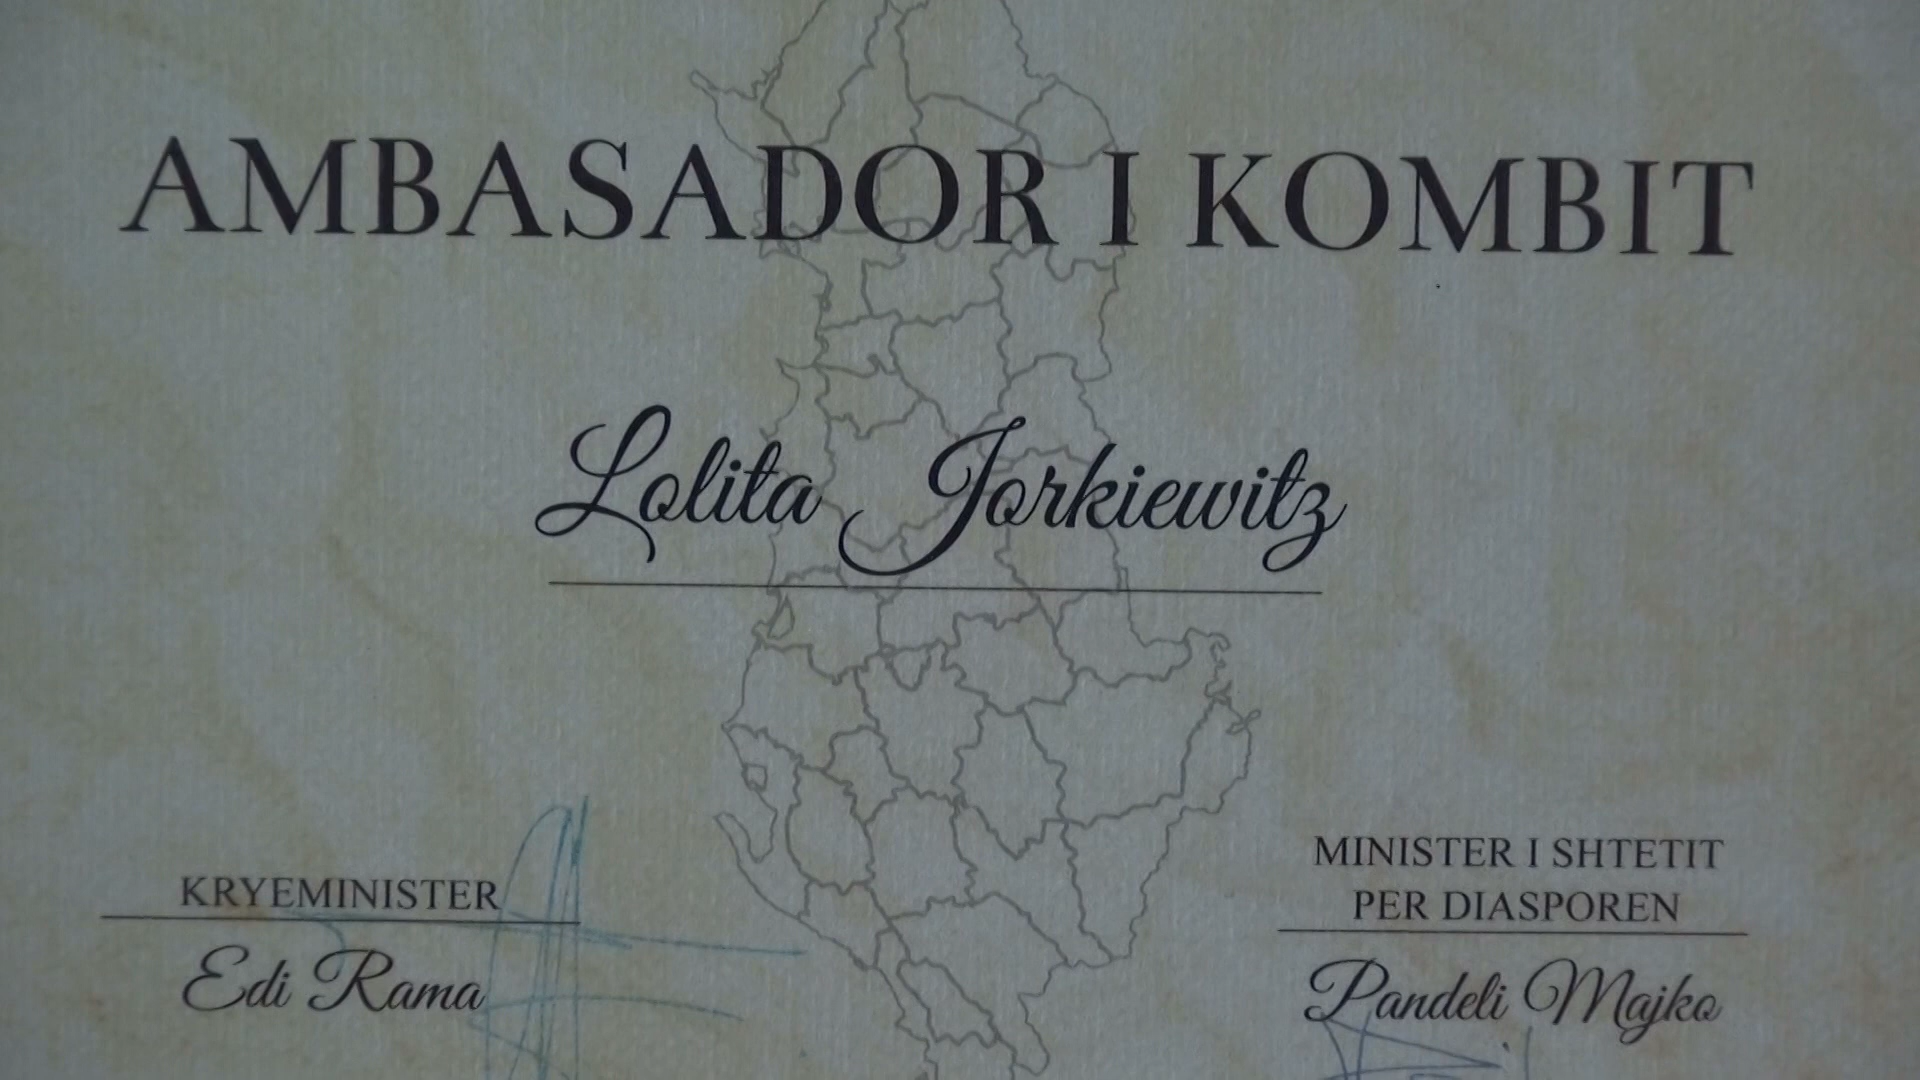 AMBASADOR I KOMBIT
Lolita Jorkiewitz
KRYEMINISTER
Edi Rama
MINISTER I SHTETIT
PER DIASPOREN
Pandeli Majko